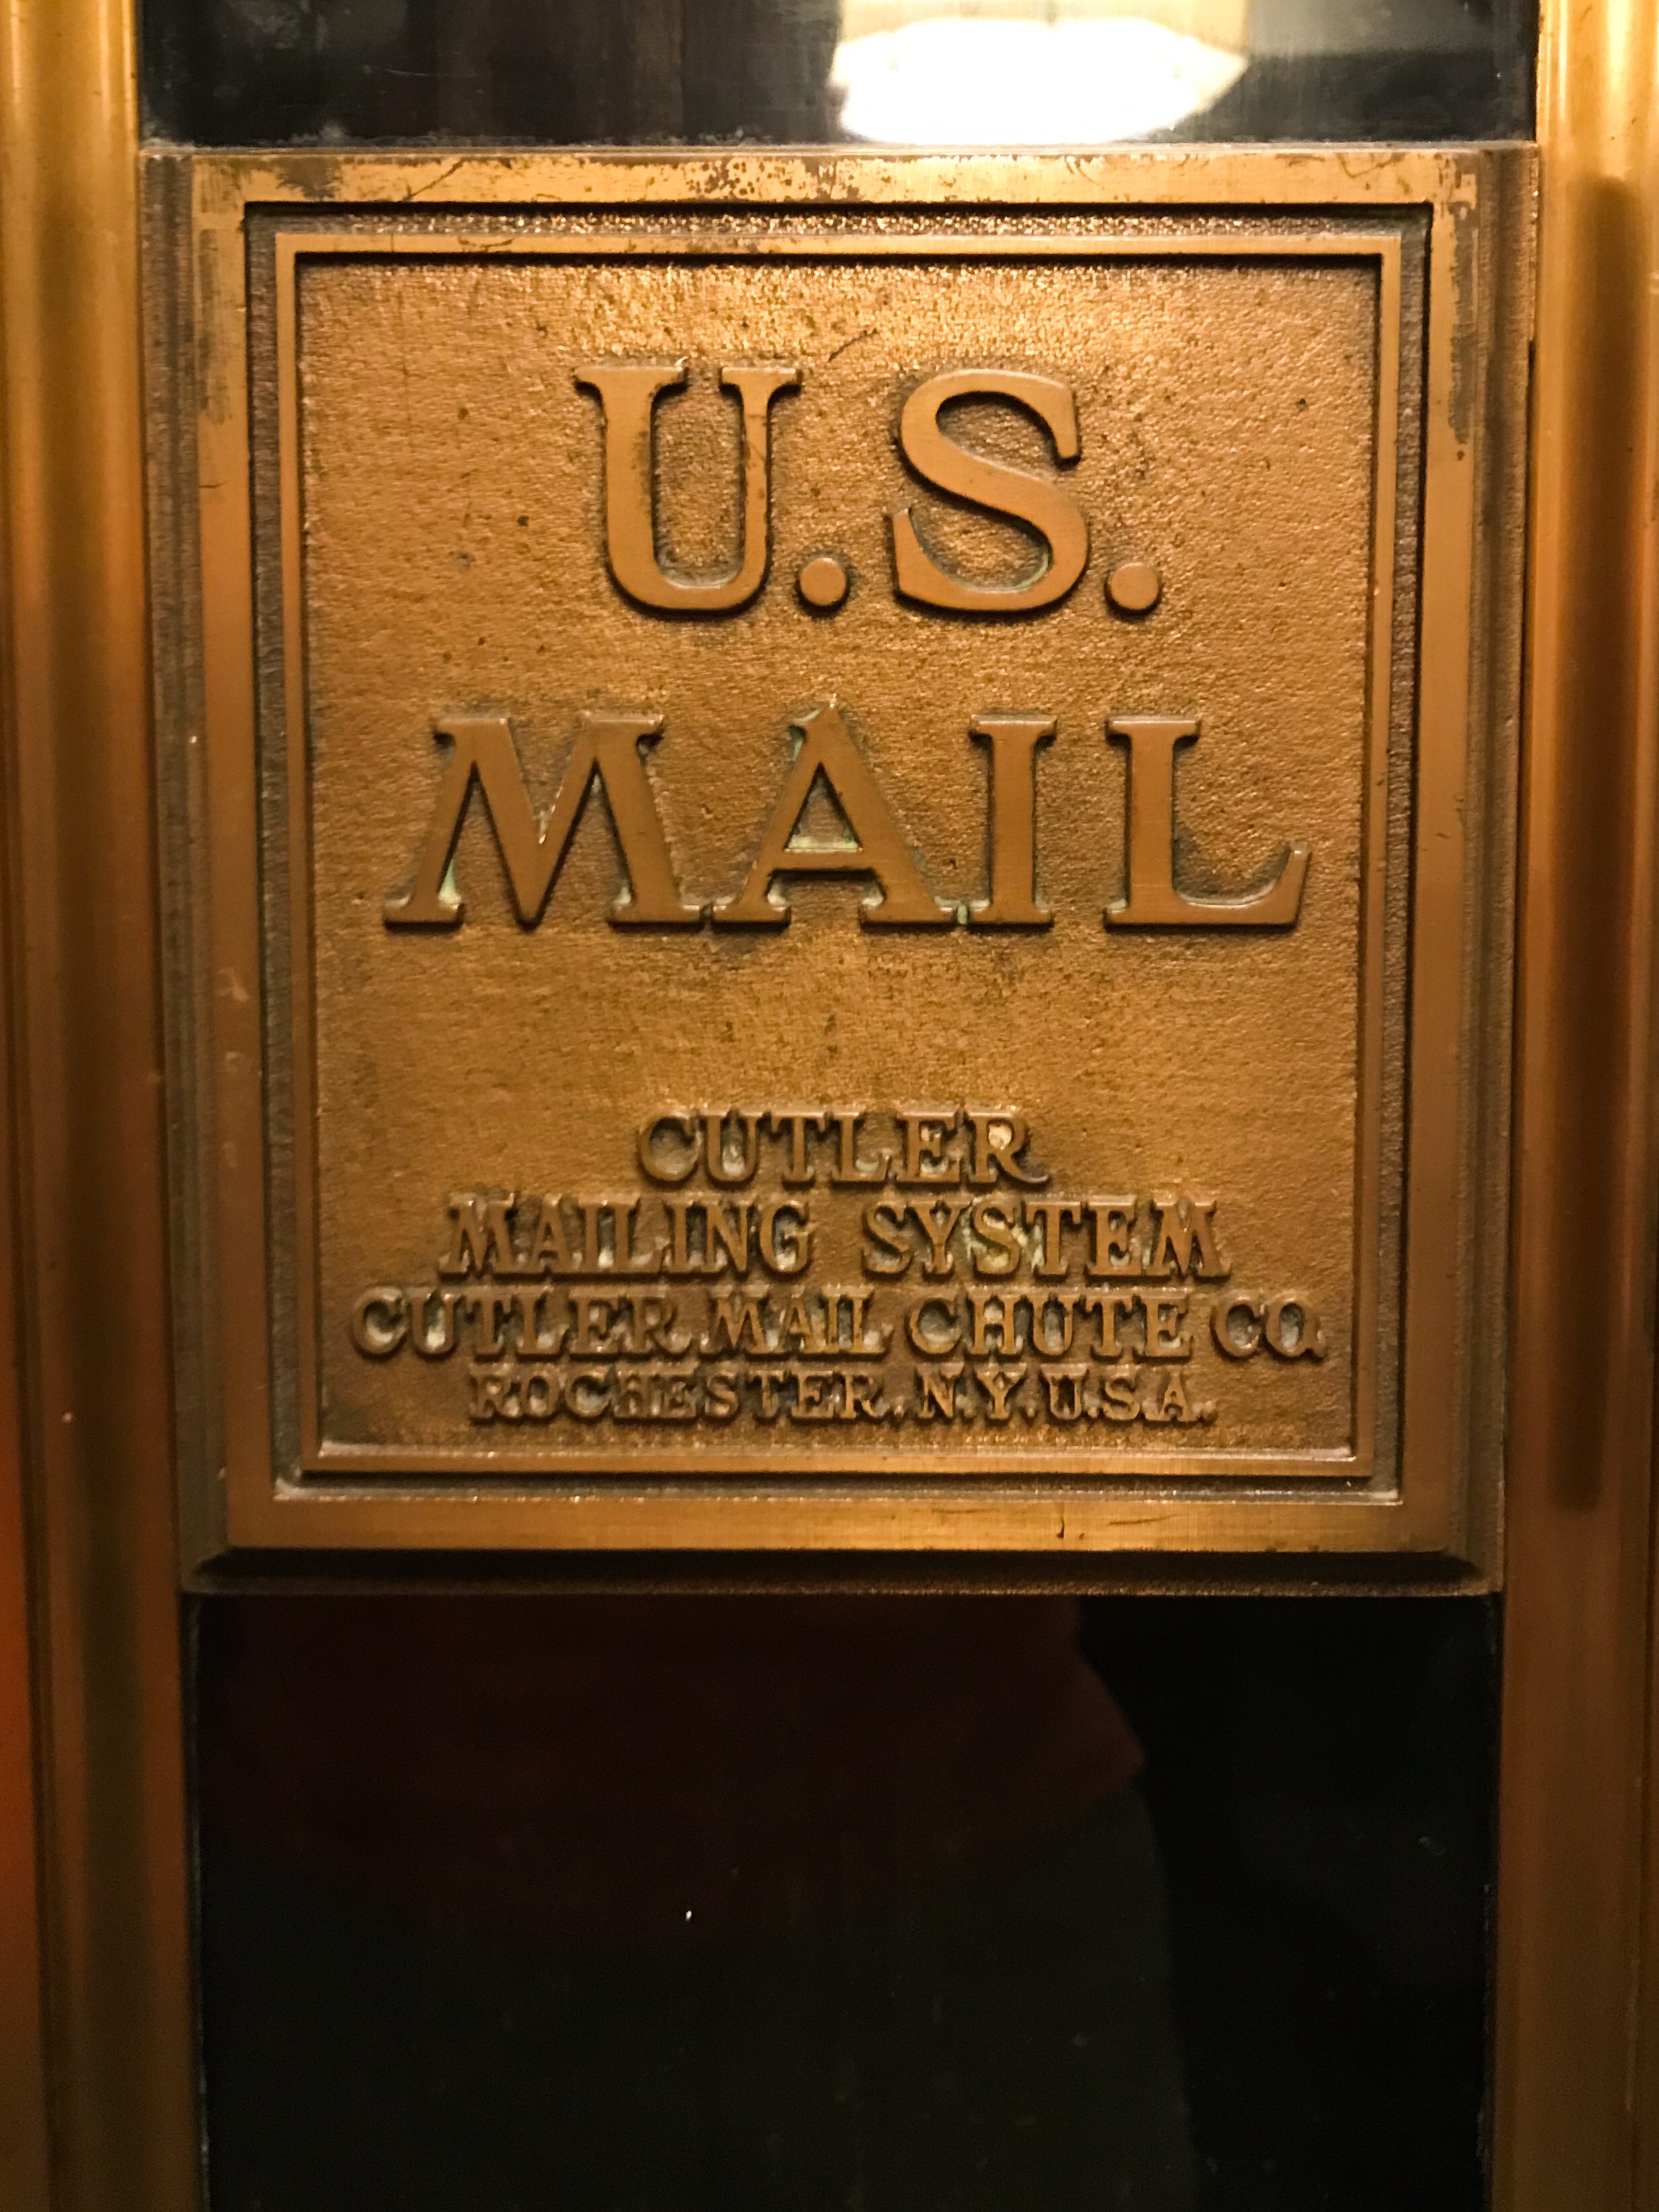 U.S.
MAIL
CUTLER
MAILING SYSTEM
CUTLER MAIL CHUTE CO.
ROCHESTER, N.Y. U.S.A.